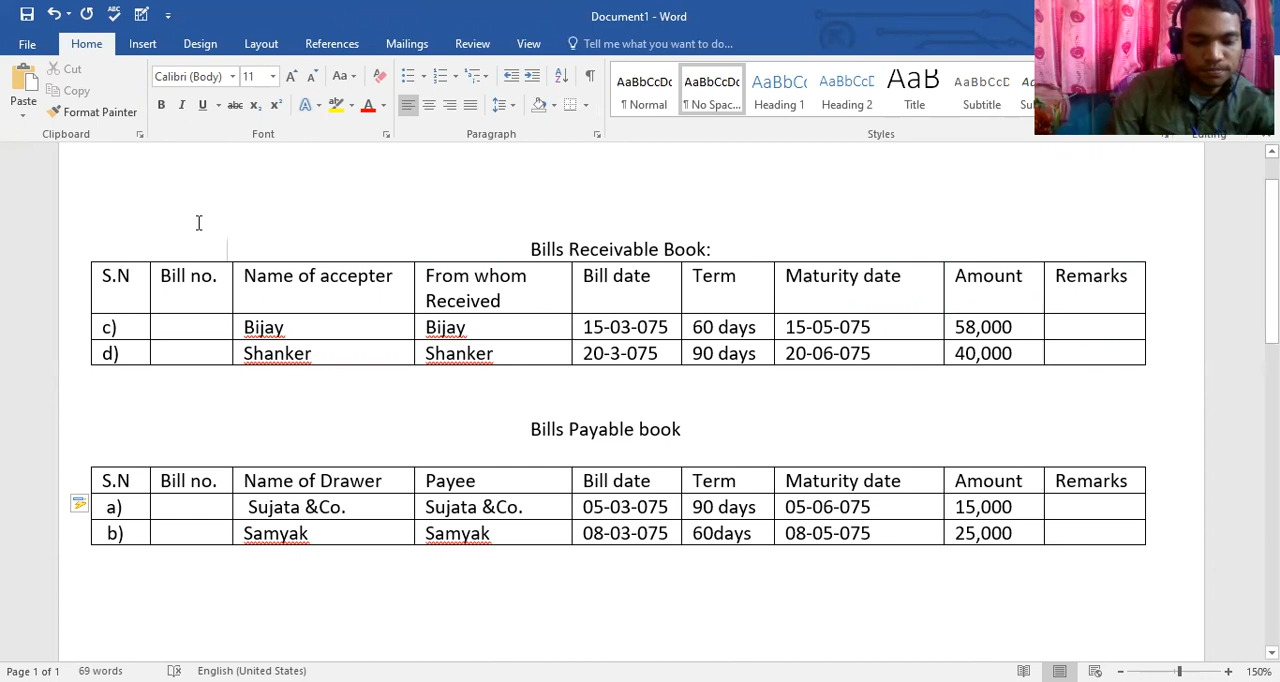 Document1 - Word
File Home Insert Design Layout References Mailings Review View Tell me what you want to do...
Paste Cut Copy Format Painter
Calibri (Body) 11
AaBbCcDc AaBbCcDc AaBbCc AaBbCcE AaB AaBbCcD
¶ Normal ¶ No Spac... Heading 1 Heading 2 Title Subtitle
Clipboard Font Paragraph Styles Editing
Bills Receivable Book:
S.N Bill no. Name of accepter From whom Received Bill date Term Maturity date Amount Remarks
c) Bijay Bijay 15-03-075 60 days 15-05-075 58,000
d) Shanker Shanker 20-3-075 90 days 20-06-075 40,000
Bills Payable book
S.N Bill no. Name of Drawer Payee Bill date Term Maturity date Amount Remarks
a) Sujata &Co. Sujata &Co. 05-03-075 90 days 05-06-075 15,000
b) Samyak Samyak 08-03-075 60days 08-05-075 25,000
Page 1 of 1 69 words English (United States) 150%